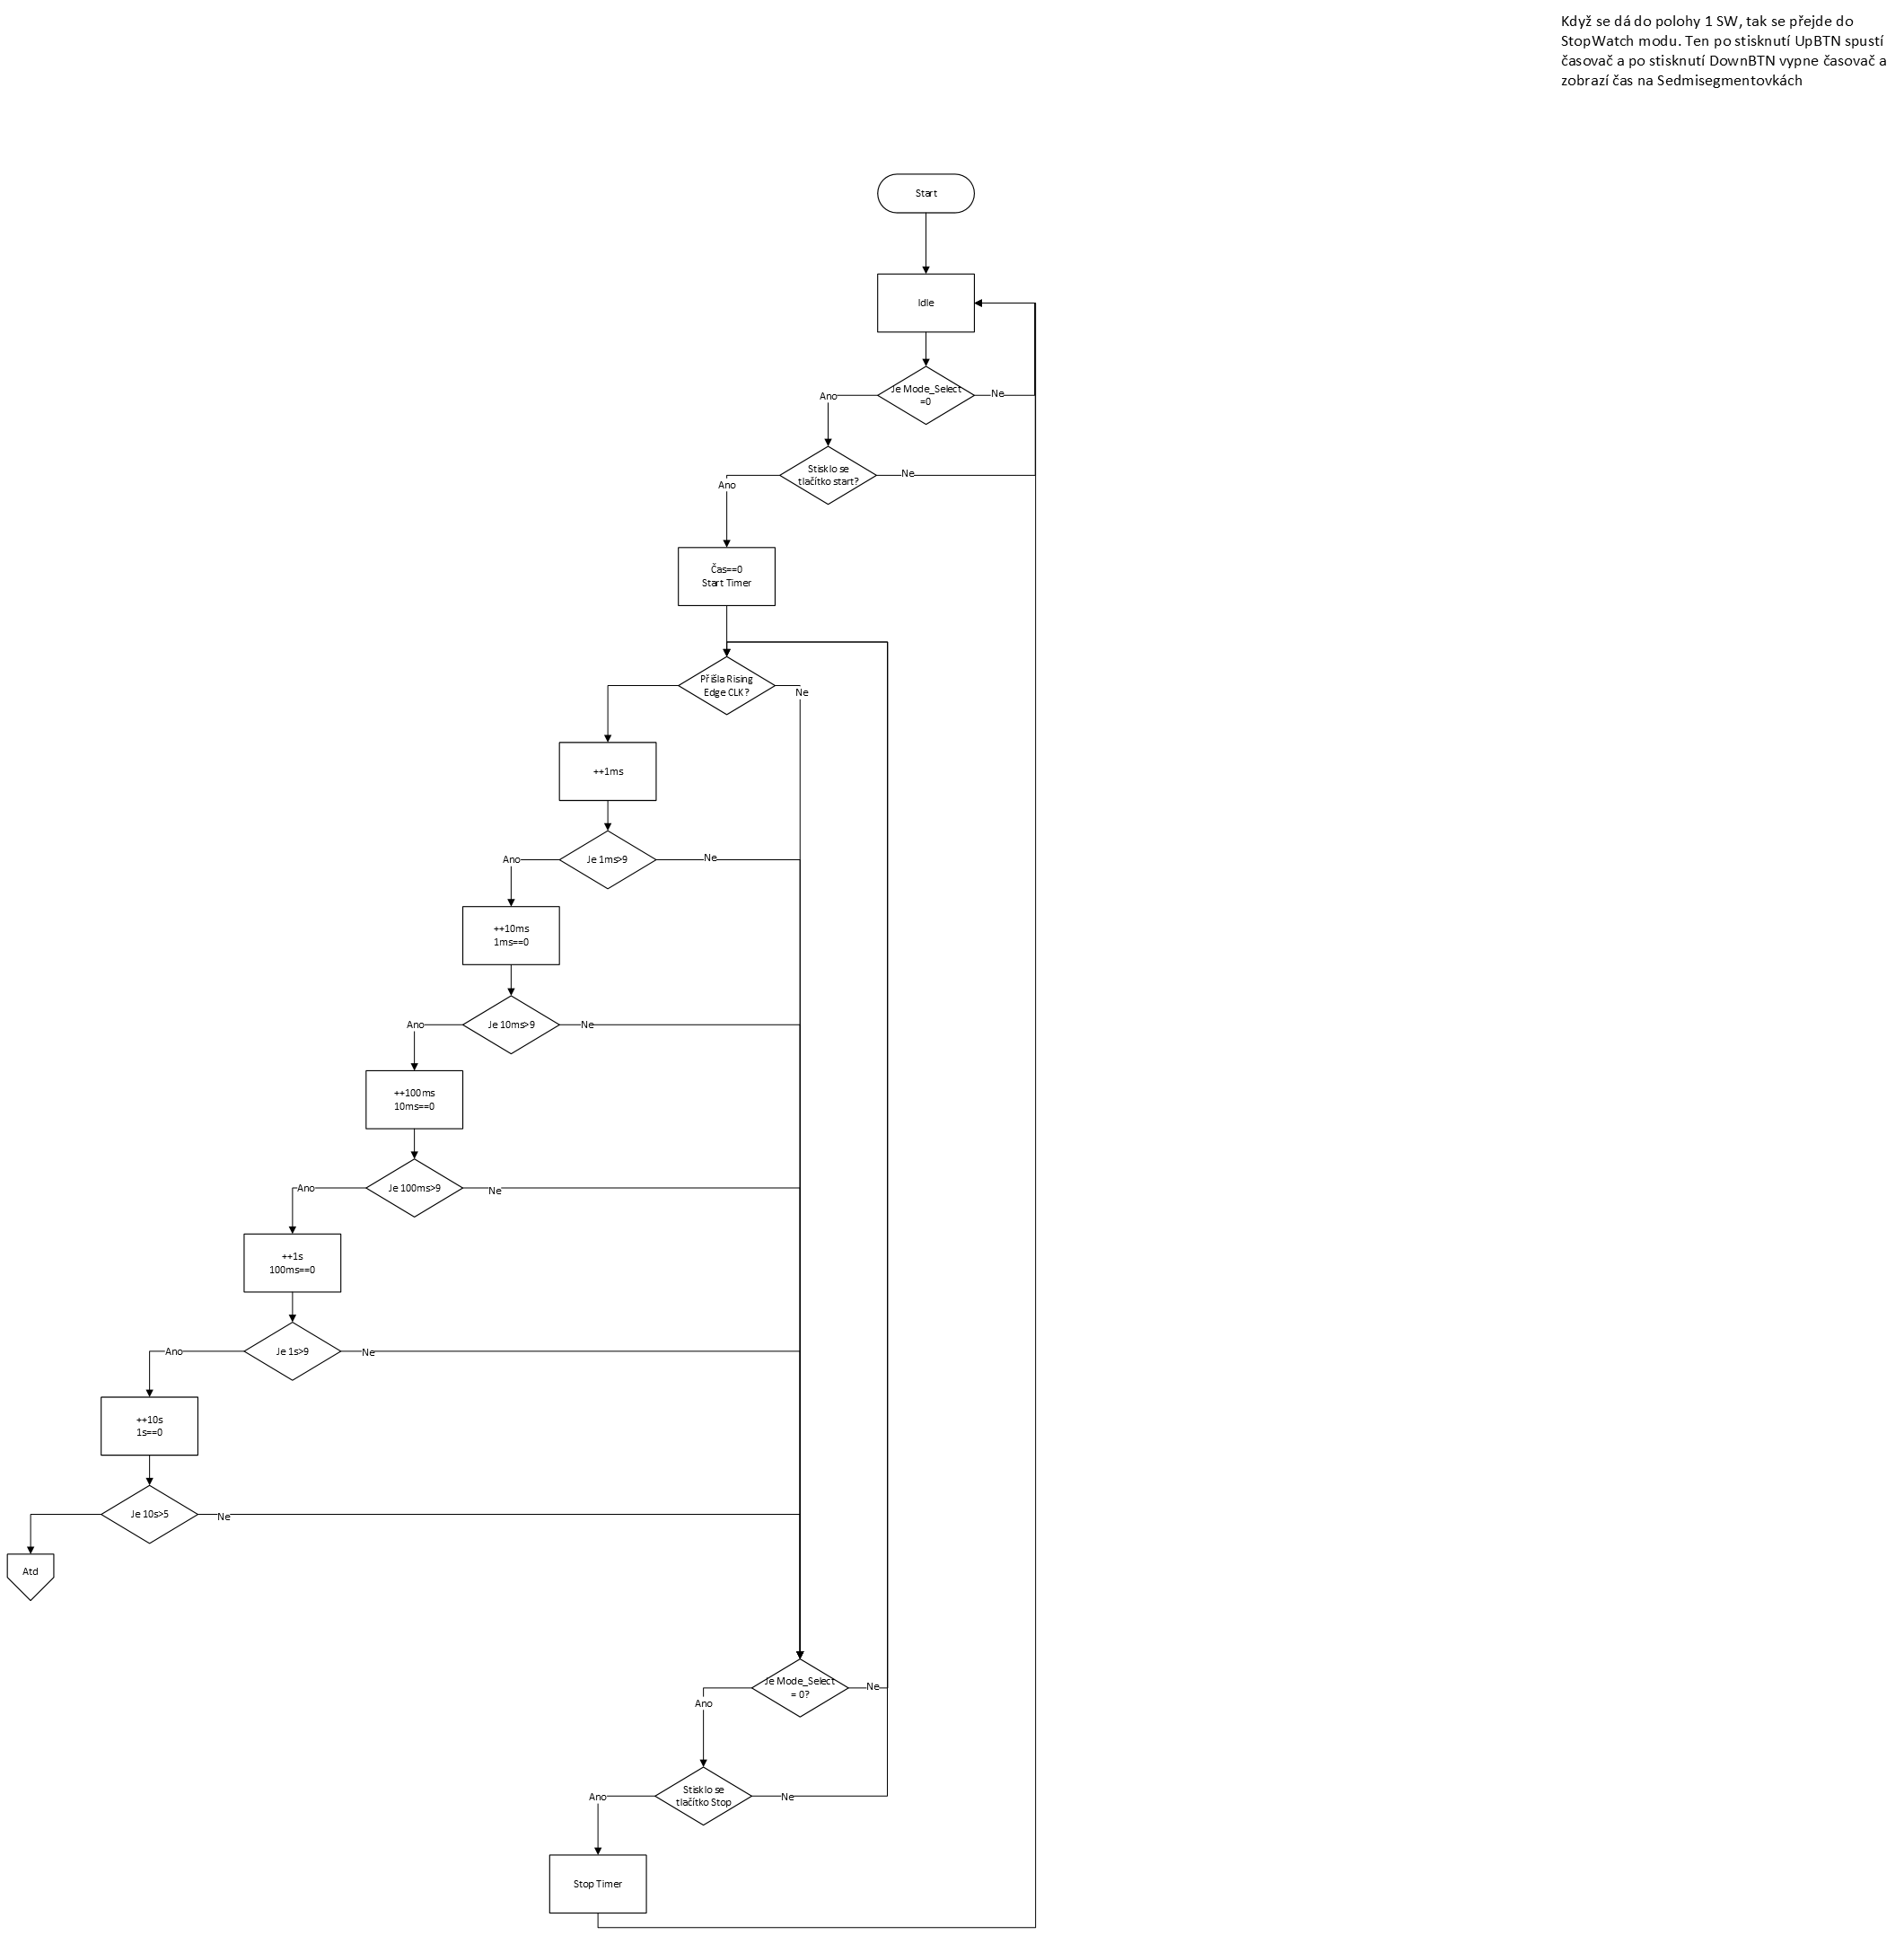 Když se dá do polohy 1 SW, tak se přejde do
StopWatch modu. Ten po stisknutí UpBTN spustí
časovač a po stisknutí DownBTN vypne časovač a
zobrazí čas na Sedmisegmentovkách
Start
Idle
Je Mode_Select
=0
Ano
Ne
Stisklo se
tlačítko start?
Ano
Ne
Čas==0
Start Timer
Přišla Rising
Edge CLK?
Ne
++1ms
Je 1ms>9
Ano
Ne
++10ms
1ms==0
Je 10ms>9
Ano
Ne
++100ms
10ms==0
Je 100ms>9
Ano
Ne
++1s
100ms==0
Je 1s>9
Ano
Ne
++10s
1s==0
Je 10s>5
Ne
Atd
Je Mode_Select
= 0?
Ano
Ne
Stisklo se
tlačítko Stop
Ano
Ne
Stop Timer